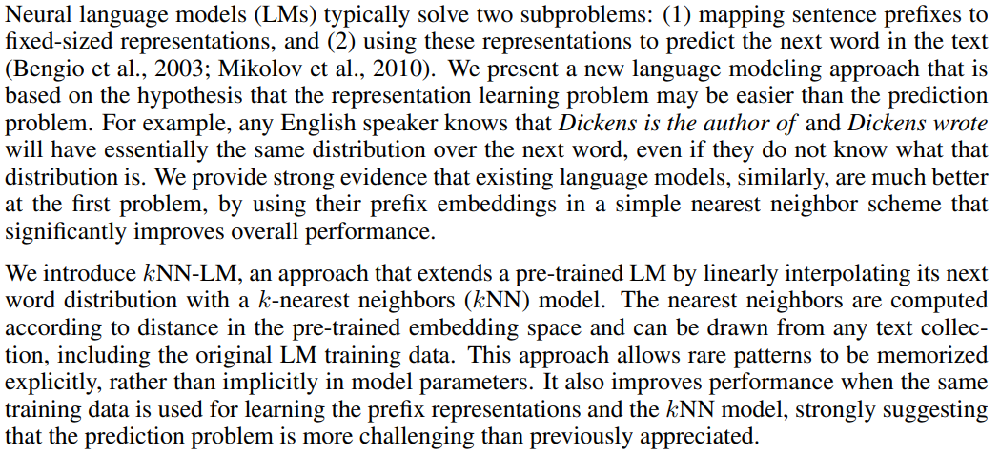 Neural language models (LMs) typically solve two subproblems: (1) mapping sentence prefixes to
fixed-sized representations, and (2) using these representations to predict the next word in the text
(Bengio et al., 2003; Mikolov et al., 2010). We present a new language modeling approach that is
based on the hypothesis that the representation learning problem may be easier than the prediction
problem. For example, any English speaker knows that Dickens is the author of and Dickens wrote
will have essentially the same distribution over the next word, even if they do not know what that
distribution is. We provide strong evidence that existing language models, similarly, are much better
at the first problem, by using their prefix embeddings in a simple nearest neighbor scheme that
significantly improves overall performance.
We introduce kNN-LM, an approach that extends a pre-trained LM by linearly interpolating its next
word distribution with a k-nearest neighbors (kNN) model. The nearest neighbors are computed
according to distance in the pre-trained embedding space and can be drawn from any text collec-
tion, including the original LM training data. This approach allows rare patterns to be memorized
explicitly, rather than implicitly in model parameters. It also improves performance when the same
training data is used for learning the prefix representations and the kNN model, strongly suggesting
that the prediction problem is more challenging than previously appreciated.